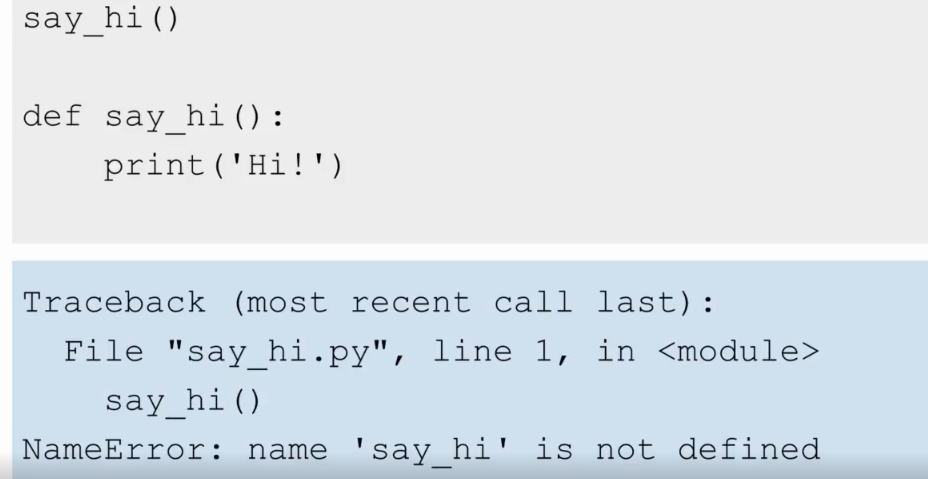 say_hi()
def say_hi():
    print('Hi!')
Traceback (most recent call last):
  File "say_hi.py", line 1, in <module>
    say_hi()
NameError: name 'say_hi' is not defined